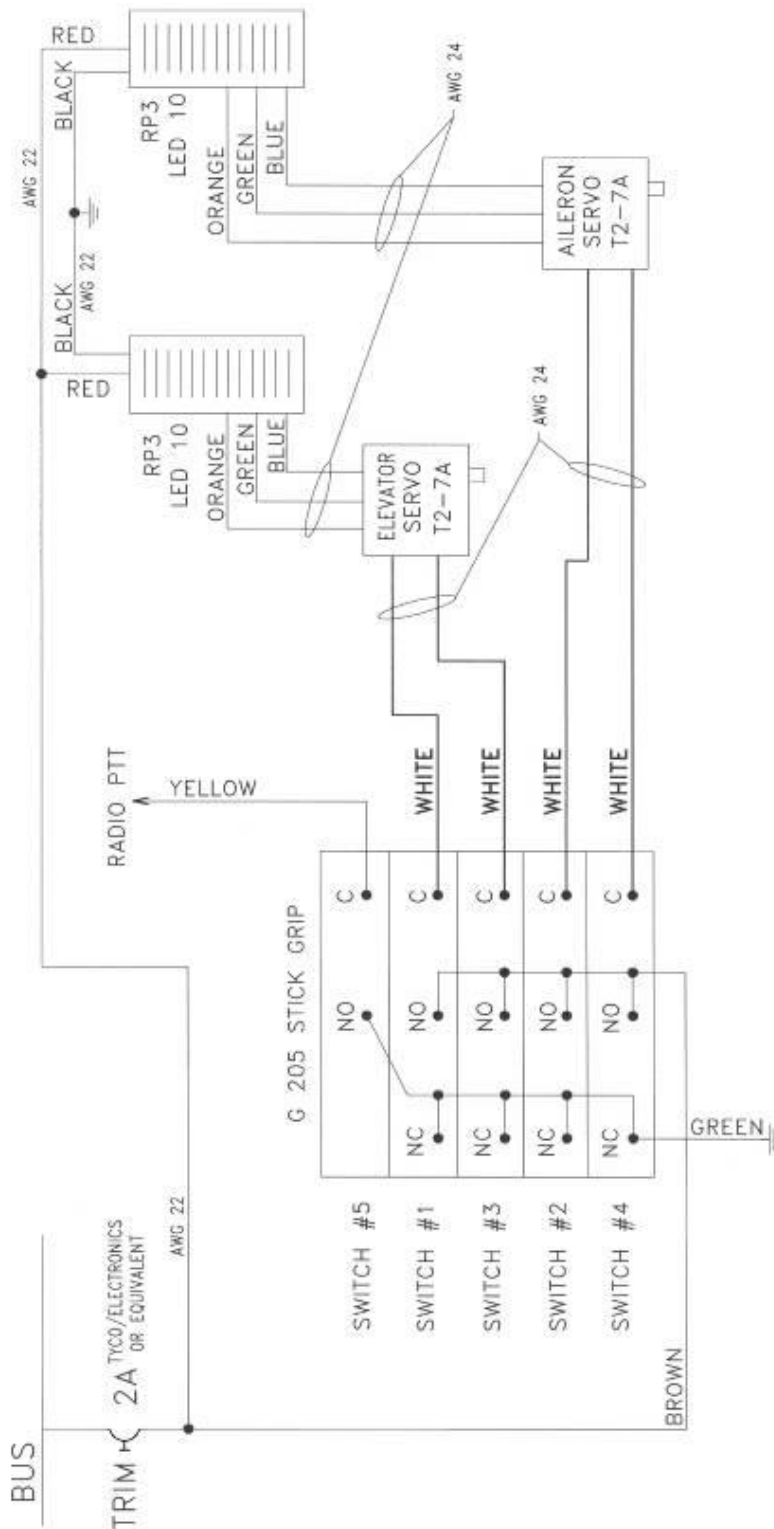 BUS
TRIM
2A
TYCO/ELECTRONICS
OR EQUIVALENT
AWG 22
BROWN
SWITCH #5
SWITCH #1
SWITCH #3
SWITCH #2
SWITCH #4
G 205 STICK GRIP
NO
C
NC
NO
C
NC
NO
C
NC
NO
C
NC
NO
C
GREEN
RADIO PTT
YELLOW
WHITE
WHITE
WHITE
WHITE
AWG 24
ELEVATOR
SERVO
T2-7A
AILERON
SERVO
T2-7A
AWG 24
RP3
LED 10
ORANGE
GREEN
BLUE
RED
BLACK
AWG 22
AWG 22
RP3
LED 10
ORANGE
GREEN
BLUE
BLACK
RED